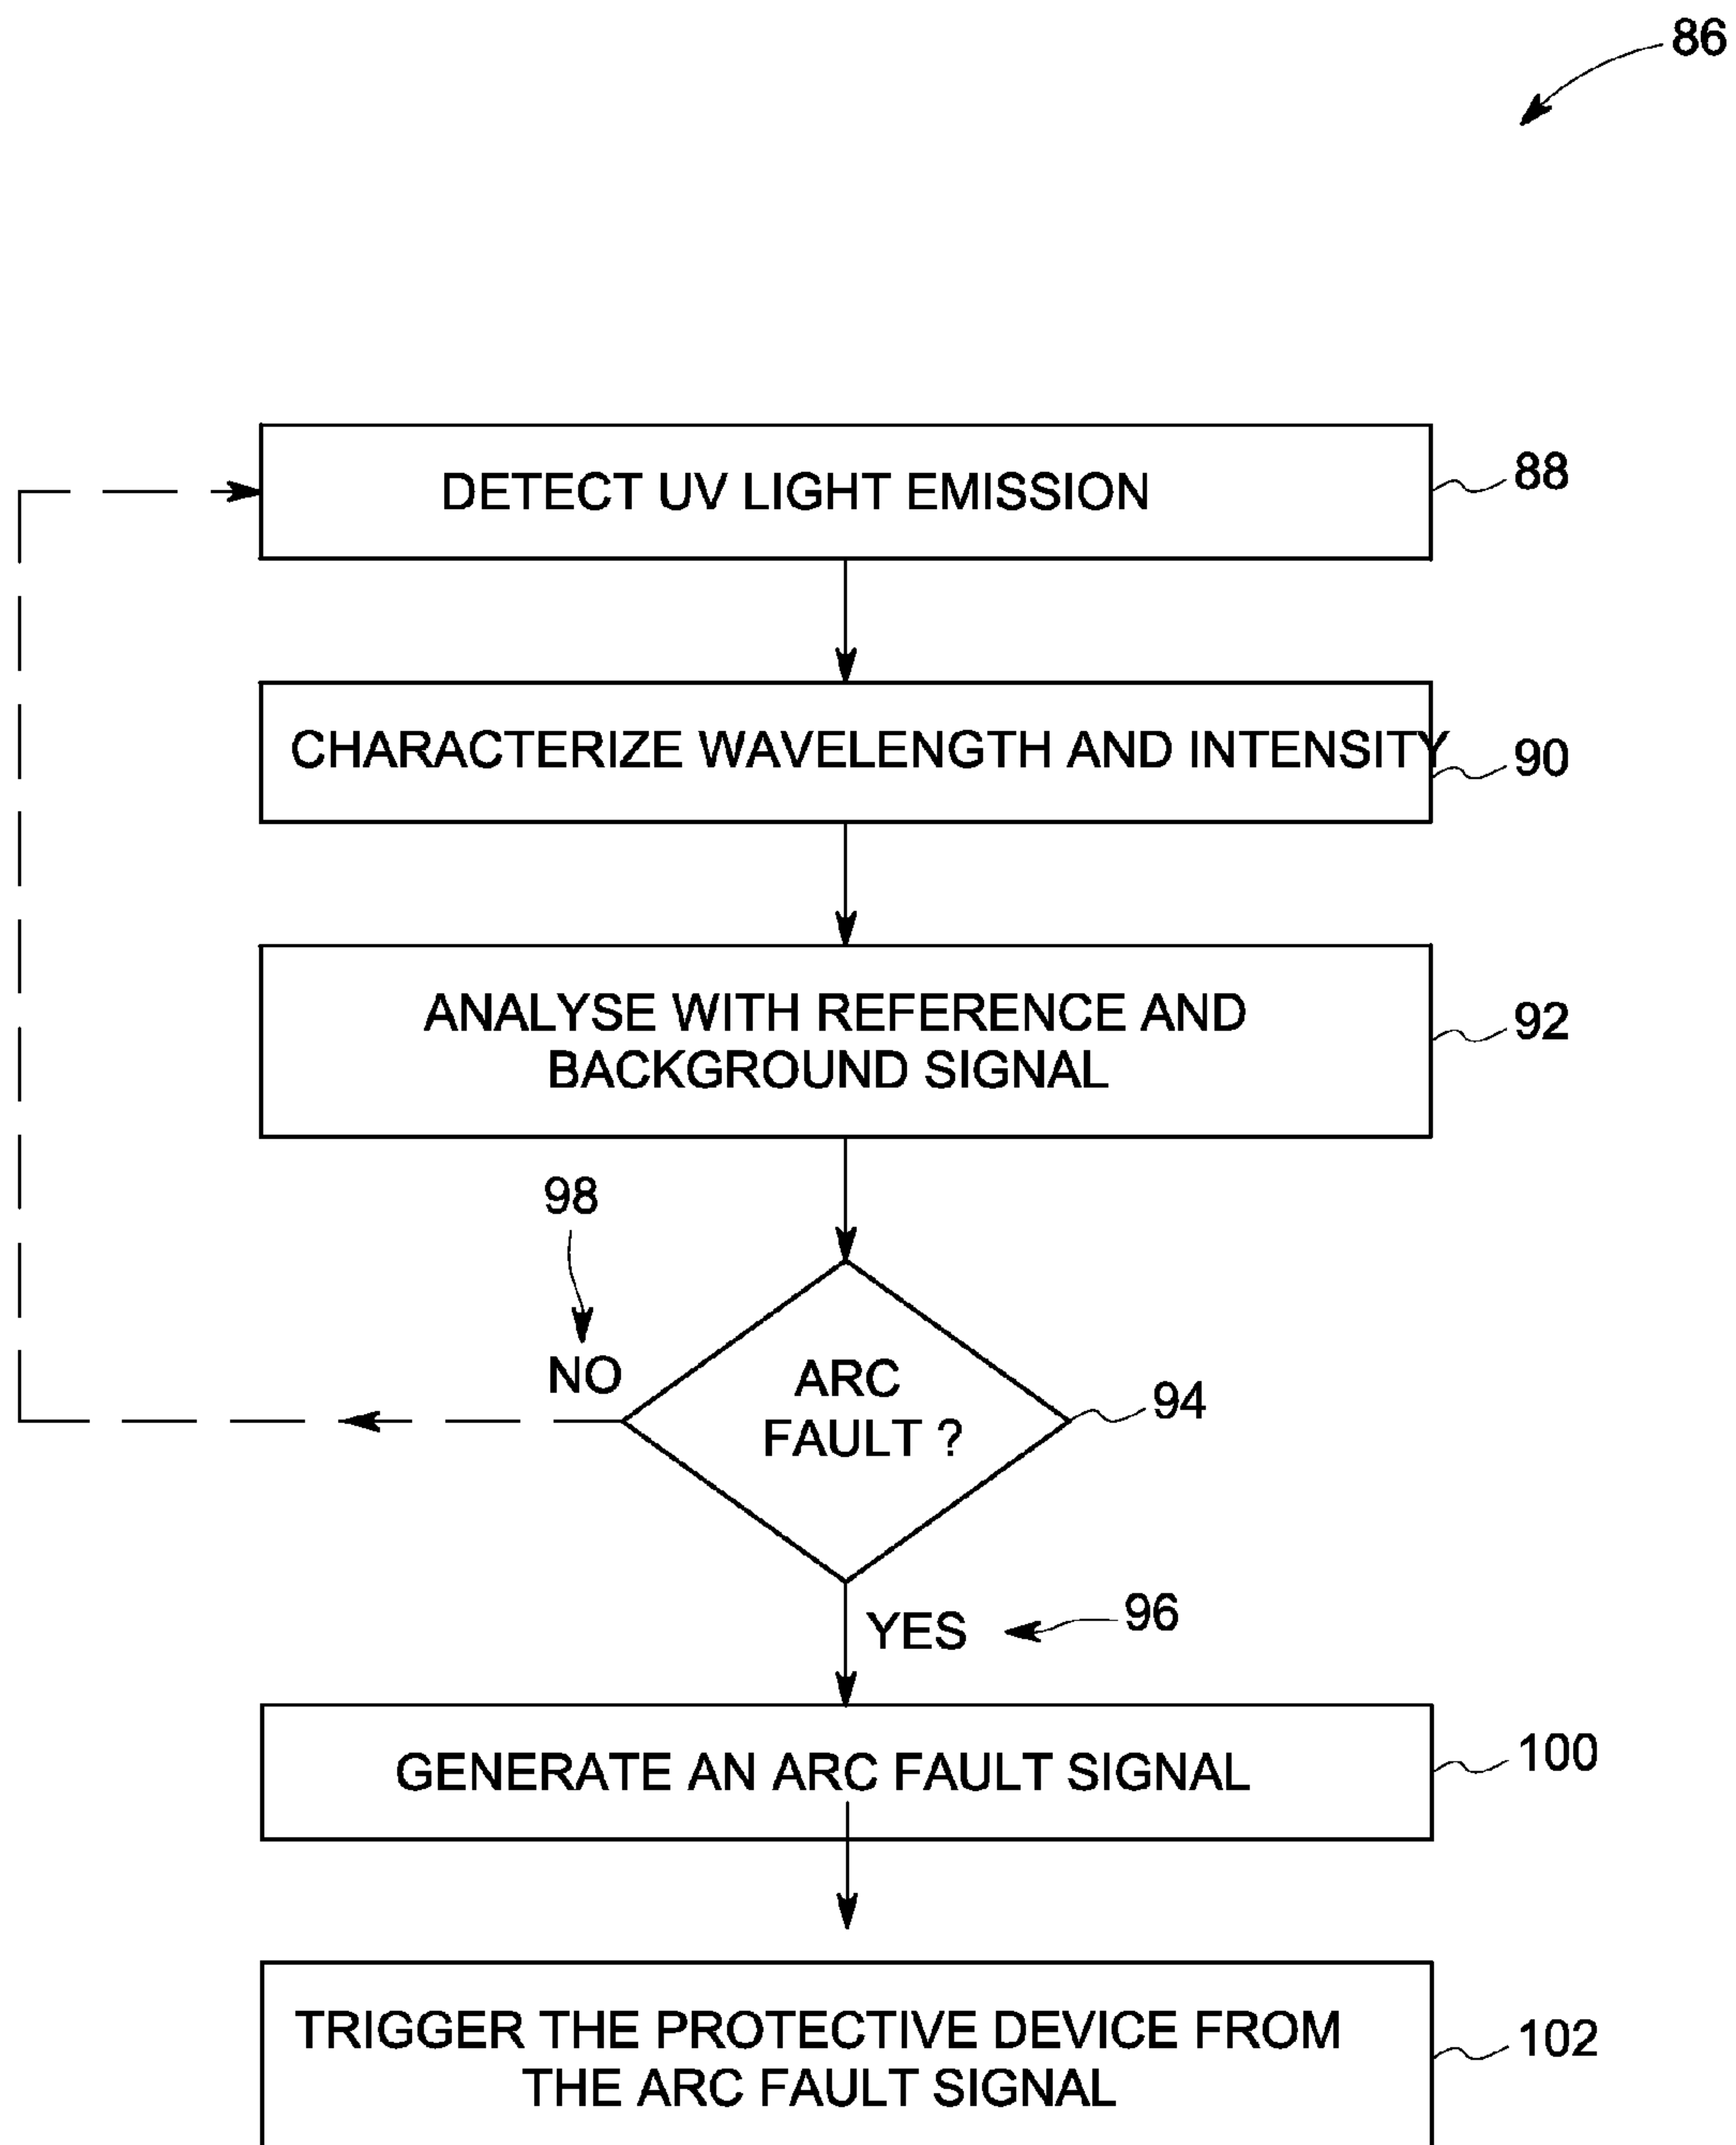 86
DETECT UV LIGHT EMISSION
88
CHARACTERIZE WAVELENGTH AND INTENSITY
90
ANALYSE WITH REFERENCE AND
BACKGROUND SIGNAL
92
98
NO
ARC
FAULT ?
94
YES
96
GENERATE AN ARC FAULT SIGNAL
100
TRIGGER THE PROTECTIVE DEVICE FROM
THE ARC FAULT SIGNAL
102